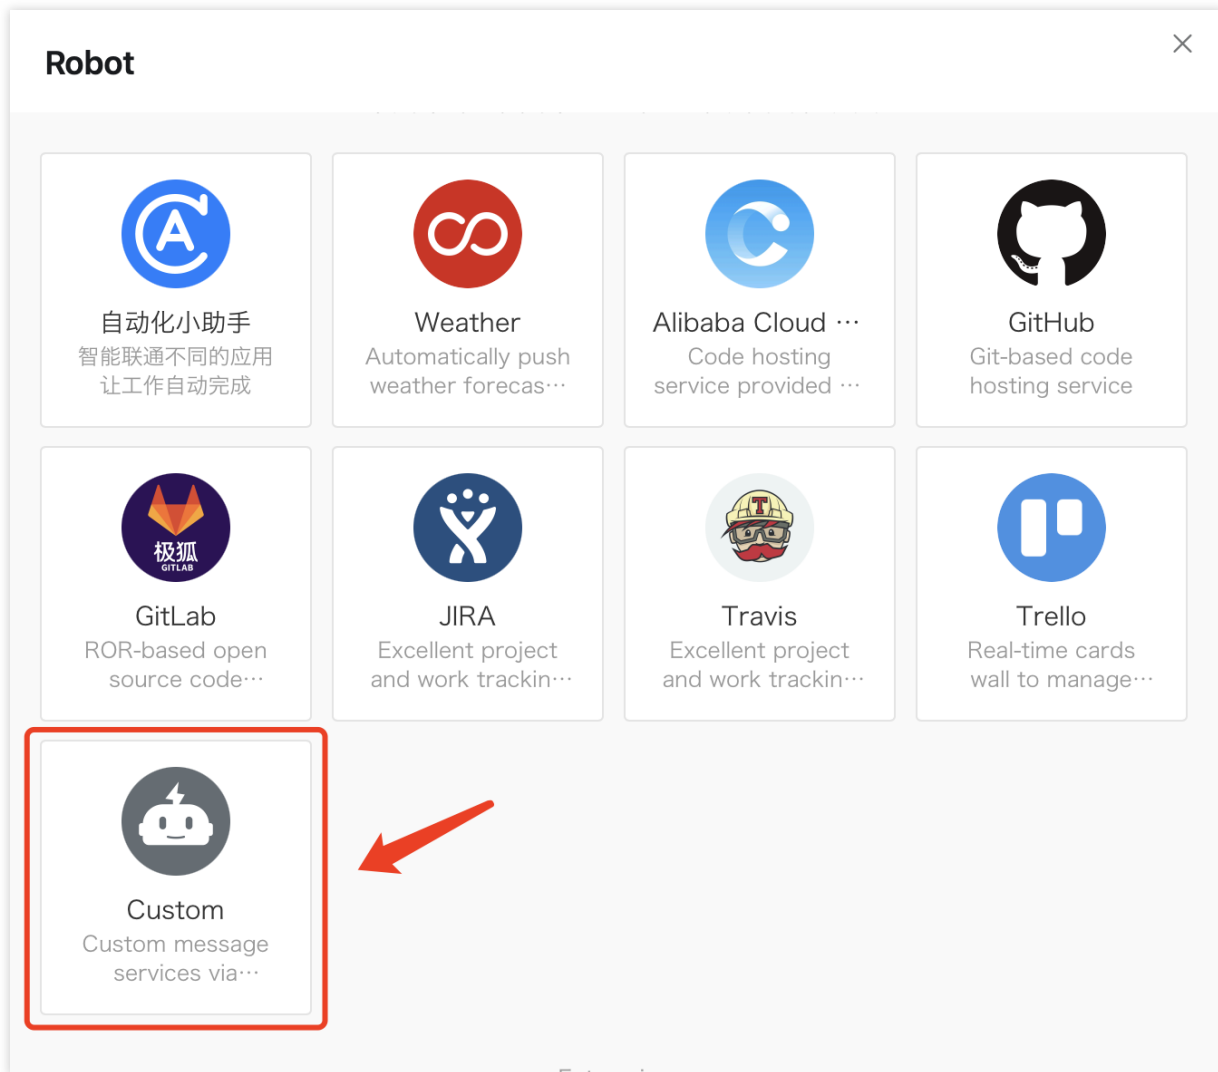 Robot
自动化小助手
智能联通不同的应用
让工作自动完成
Weather
Automatically push
weather forecas···
Alibaba Cloud ···
Code hosting
service provided ···
GitHub
Git-based code
hosting service
极狐
GITLAB
GitLab
ROR-based open
source code···
JIRA
Excellent project
and work trackin···
T
Travis
Excellent project
and work trackin···
Trello
Real-time cards
wall to manage···
Custom
Custom message
services via···